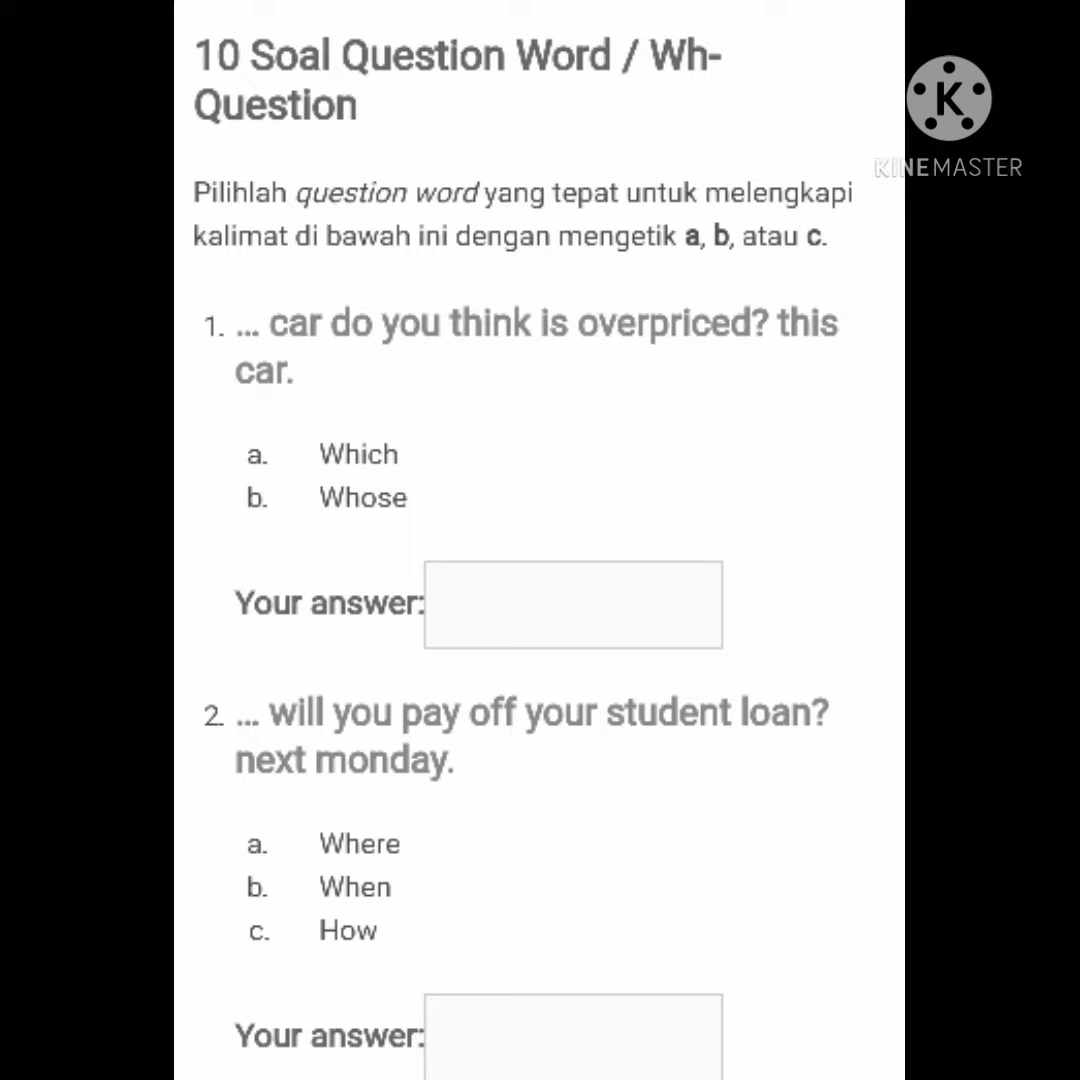 10 Soal Question Word / Wh-
Question
K
KINEMASTER
Pilihlah question word yang tepat untuk melengkapi
kalimat di bawah ini dengan mengetik a, b, atau c.
1. ... car do you think is overpriced? this
car.
a. Which
b. Whose
Your answer:
2. ... will you pay off your student loan?
next monday.
a. Where
b. When
c. How
Your answer: